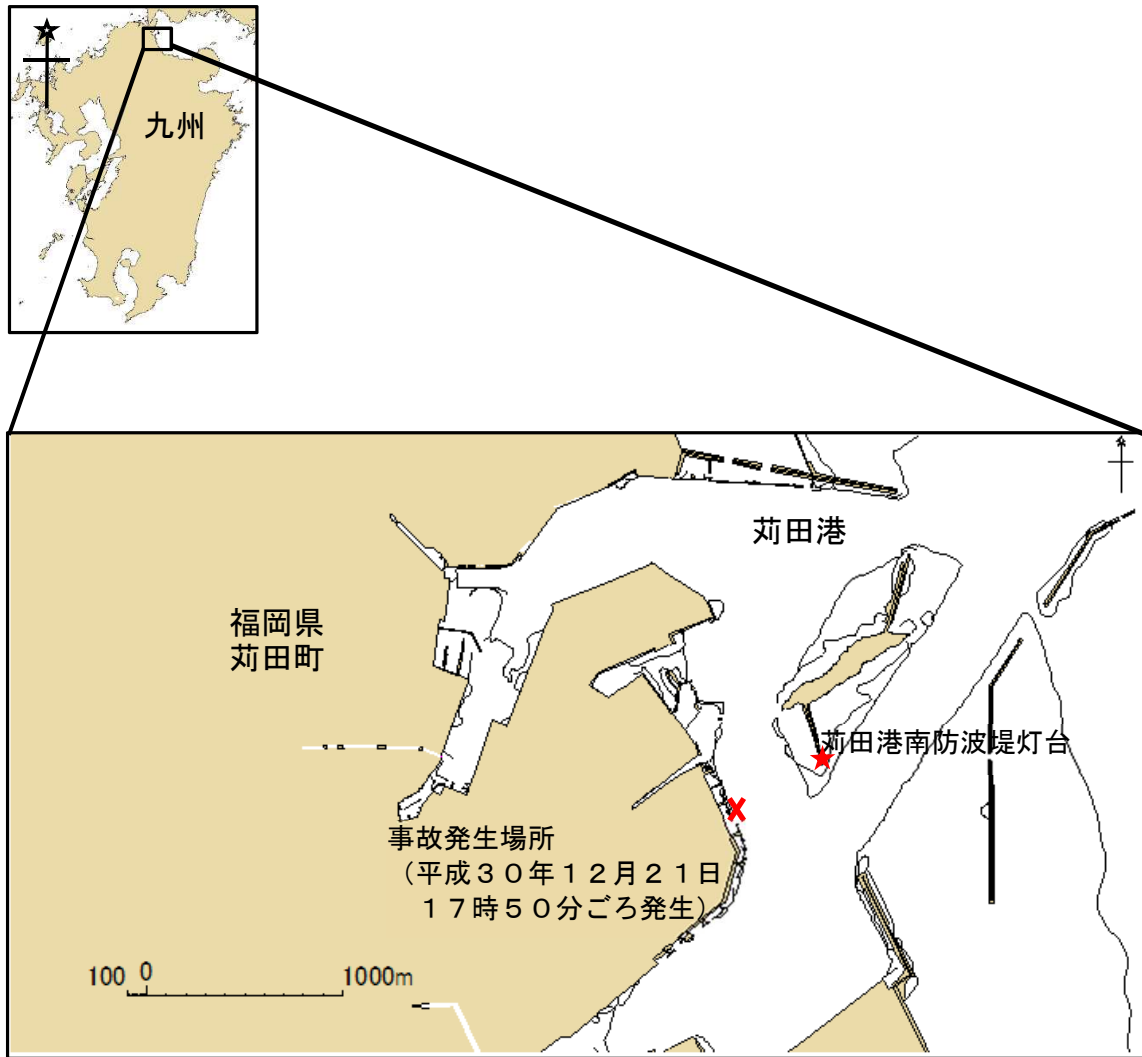 九州
苅田港
福岡県
苅田町
苅田港南防波堤灯台
事故発生場所
（平成３０年１２月２１日
１７時５０分ごろ発生）
100 0 1000m